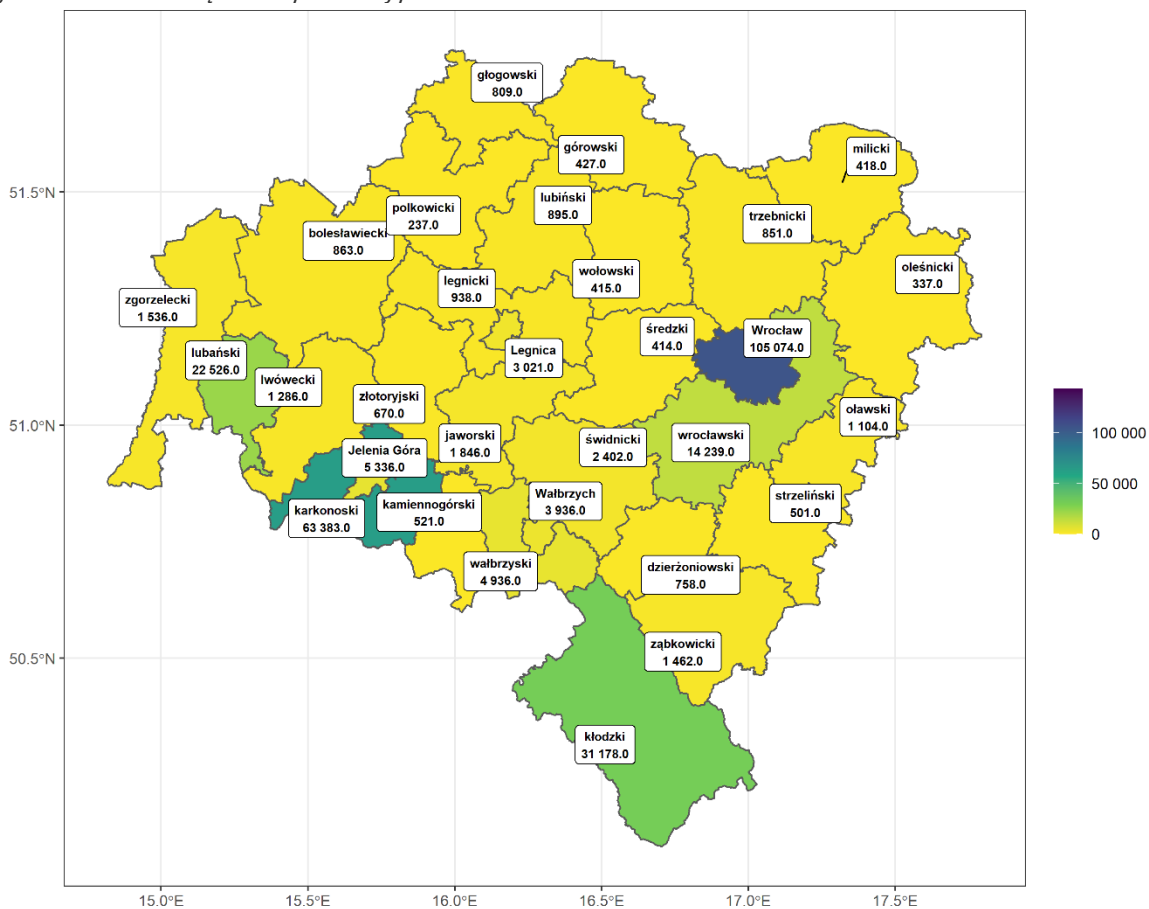 głogowski
809.0
górowski
427.0
milicki
418.0
51.5°N
lubiński
895.0
polkowicki
237.0
trzebnicki
851.0
bolesławiecki
863.0
oleśnicki
337.0
wołowski
415.0
legnicki
938.0
zgorzelecki
1 536.0
średzki
414.0
Wrocław
105 074.0
Legnica
3 021.0
lubański
22 526.0
lwówecki
1 286.0
złotoryjski
670.0
oławski
1 104.0
51.0°N
jaworski
1 846.0
świdnicki
2 402.0
wrocławski
14 239.0
Jelenia Góra
5 336.0
100 000
50 000
0
Wałbrzych
3 936.0
strzeliński
501.0
karkonoski
63 383.0
kamiennogórski
521.0
wałbrzyski
4 936.0
dzierżoniowski
758.0
50.5°N
ząbkowicki
1 462.0
kłodzki
31 178.0
15.0°E 15.5°E 16.0°E 16.5°E 17.0°E 17.5°E